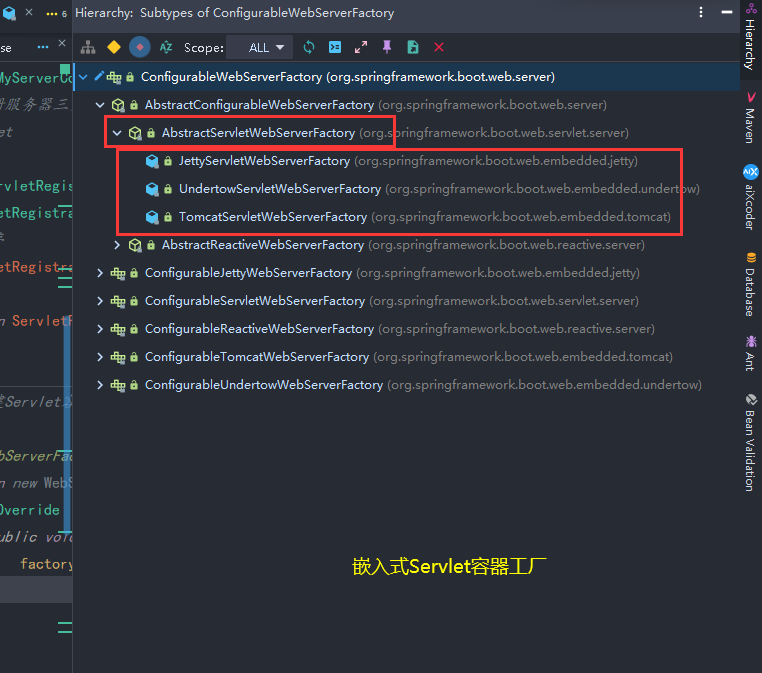 Hierarchy: Subtypes of ConfigurableWebServerFactory
6
se
Scope: ALL
ConfigurableWebServerFactory (org.springframework.boot.web.server)
AbstractConfigurableWebServerFactory (org.springframework.boot.web.server)
AbstractServletWebServerFactory (org.springframework.boot.web.servlet.server)
JettyServletWebServerFactory (org.springframework.boot.web.embedded.jetty)
UndertowServletWebServerFactory (org.springframework.boot.web.embedded.undertow)
TomcatServletWebServerFactory (org.springframework.boot.web.embedded.tomcat)
AbstractReactiveWebServerFactory (org.springframework.boot.web.reactive.server)
ConfigurableJettyWebServerFactory (org.springframework.boot.web.embedded.jetty)
ConfigurableServletWebServerFactory (org.springframework.boot.web.servlet.server)
ConfigurableReactiveWebServerFactory (org.springframework.boot.web.reactive.server)
ConfigurableTomcatWebServerFactory (org.springframework.boot.web.embedded.tomcat)
ConfigurableUndertowWebServerFactory (org.springframework.boot.web.embedded.undertow)
嵌入式Servlet容器工厂
MyServerCo
服务器三
et
rvletRegis
etRegistra
etRegistra
n ServletR
Servlet
bServerFac
n new WebS
Override
ublic void
factory
Hierarchy
Maven
aiXcoder
Database
Ant
Bean Validation